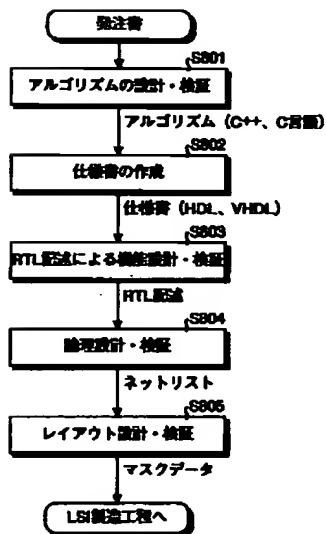 発注書
S801
アルゴリズムの設計・検証
アルゴリズム（C++、C言語）
S802
仕様書の作成
仕様書（HDL、VHDL）
S803
RTL記述による機能設計・検証
RTL記述
S804
論理設計・検証
ネットリスト
S805
レイアウト設計・検証
マスクデータ
LSI製造工程へ